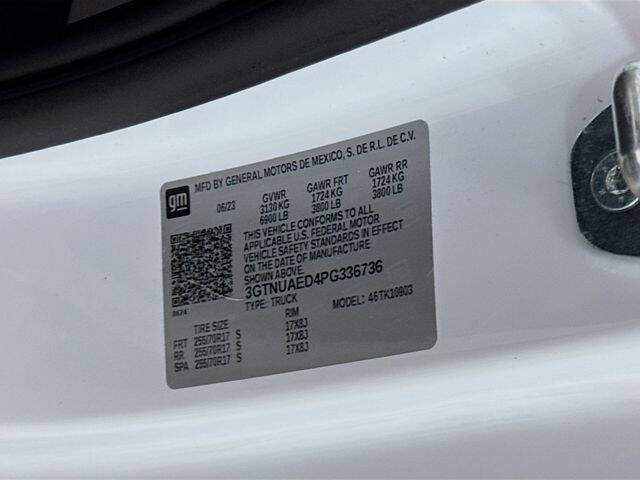 gm
MFD BY GENERAL MOTORS DE MEXICO, S. DE R.L. DE C.V.
06/23 GVWR GAWR FRT GAWR RR
3130 KG 1724 KG 1724 KG
6900 LB 3800 LB 3800 LB
THIS VEHICLE CONFORMS TO ALL
APPLICABLE U.S. FEDERAL MOTOR
VEHICLE SAFETY STANDARDS IN EFFECT
ON THE DATE OF MANUFACTURE
SHOWN ABOVE.
3GTNUAED4PG336736
TYPE: TRUCK MODEL: 46TK10903
TIRE SIZE RIM
FRT 255/70R17 S 17X8J
RR 255/70R17 S 17X8J
SPA 255/70R17 S 17X8J